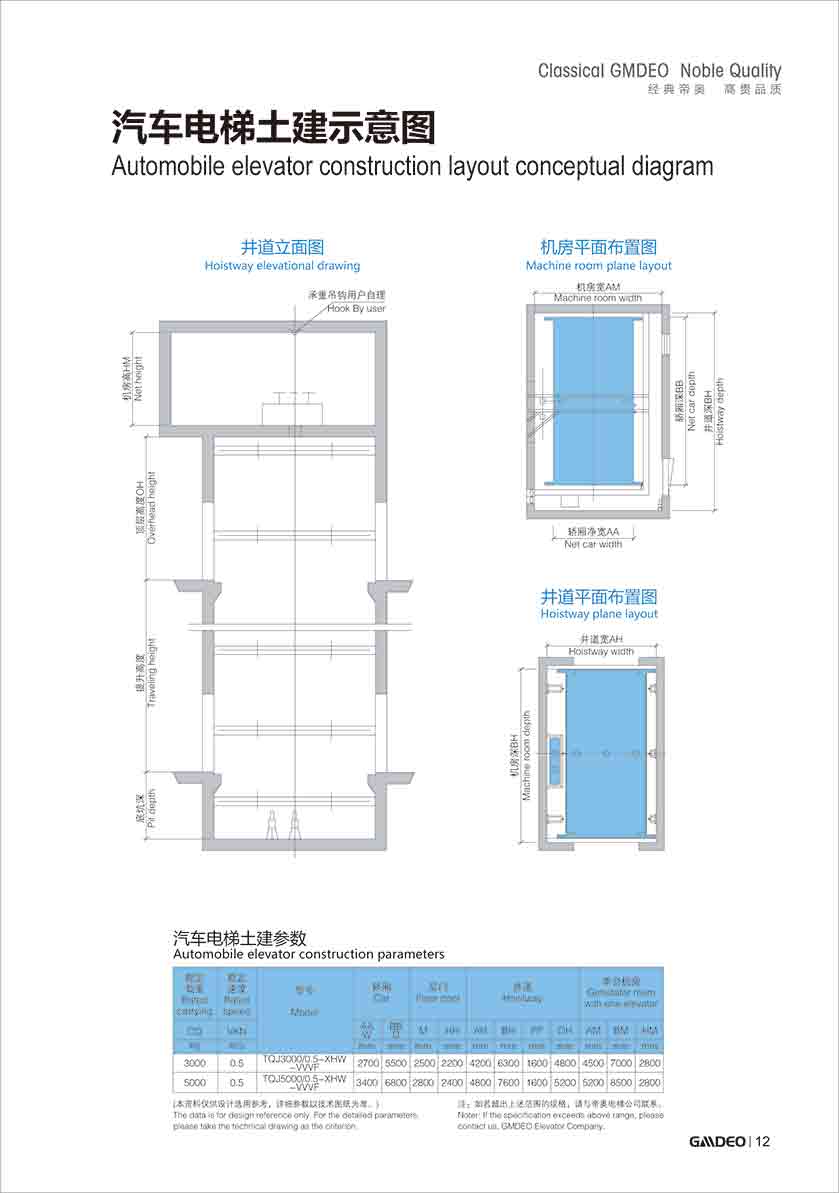 Classical GMDEO Noble Quality
经典帝奥 高贵品质
汽车电梯土建示意图
Automobile elevator construction layout conceptual diagram
井道立面图
Hoistway elevational drawing
承重吊钩用户自理
Hook By user
机房高HM
Net height
顶层高度OH
Overhead height
提升高度
Traveling height
底坑深
Pit depth
机房平面布置图
Machine room plane layout
机房宽AM
Machine room width
轿厢深BB
Net car depth
井道深BH
Hoistway depth
轿厢净宽AA
Net car width
井道平面布置图
Hoistway plane layout
井道宽AH
Hoistway width
机房深BH
Machine room depth
汽车电梯土建参数
Automobile elevator construction parameters
额定载重 Rated carrying
额定速度 Rated speed
型号 Model
轿厢 Car
层门
井道 Hoistway
with one elevator
M HH AH BH PP OH AM BM HM
mm mm mm mm mm mm mm mm mm mm mm
3000 0.5 TQJ3000/0.5-XHW-VVVF 2700 5500 2500 2200 4200 6300 1600 4800 4500 7000 2800
5000 0.5 TQJ5000/0.5-XHW-VVVF 3400 6800 2800 2400 4800 7600 1600 5200 5200 8500 2800
(本资料仅供设计选用参考，详细参数以技术图纸为准。)
The data is for design reference only. For the detailed parameters,
please take the technical drawing as the criterion.
注：如若超出上述范围的规格，请与帝奥电梯公司联系。
Noter: If the specification exceeds above range, please
contact us, GMDEO Elevator Company.
GMDEO | 12